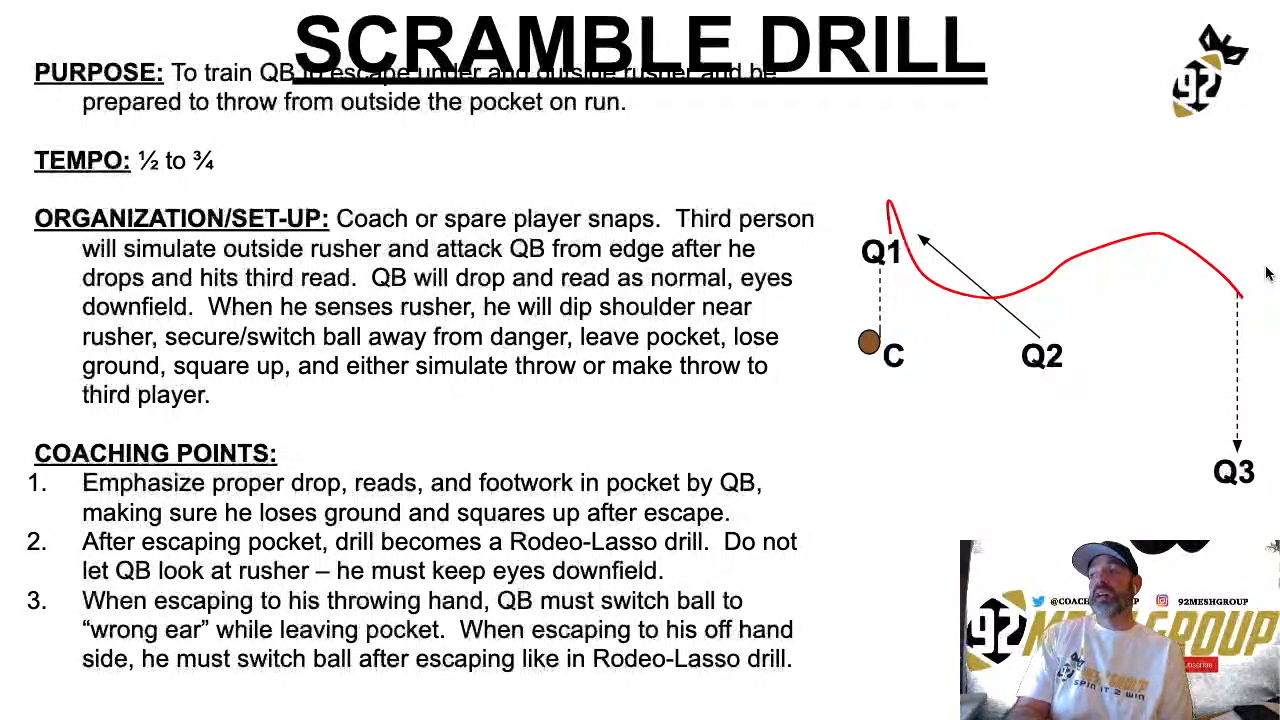 SCRAMBLE DRILL
PURPOSE: To train QB to escape under and outside rusher and be
prepared to throw from outside the pocket on run.
92
TEMPO: ½ to ¾
ORGANIZATION/SET-UP: Coach or spare player snaps. Third person
will simulate outside rusher and attack QB from edge after he
drops and hits third read. QB will drop and read as normal, eyes
downfield. When he senses rusher, he will dip shoulder near
rusher, secure/switch ball away from danger, leave pocket, lose
ground, square up, and either simulate throw or make throw to
third player.
Q1
C
Q2
Q3
COACHING POINTS:
1. Emphasize proper drop, reads, and footwork in pocket by QB,
making sure he loses ground and squares up after escape.
2. After escaping pocket, drill becomes a Rodeo-Lasso drill. Do not
let QB look at rusher – he must keep eyes downfield.
3. When escaping to his throwing hand, QB must switch ball to
“wrong ear” while leaving pocket. When escaping to his off hand
side, he must switch ball after escaping like in Rodeo-Lasso drill.
92MESHGROUP
92
GROUP
SPIN IT 2 WIN